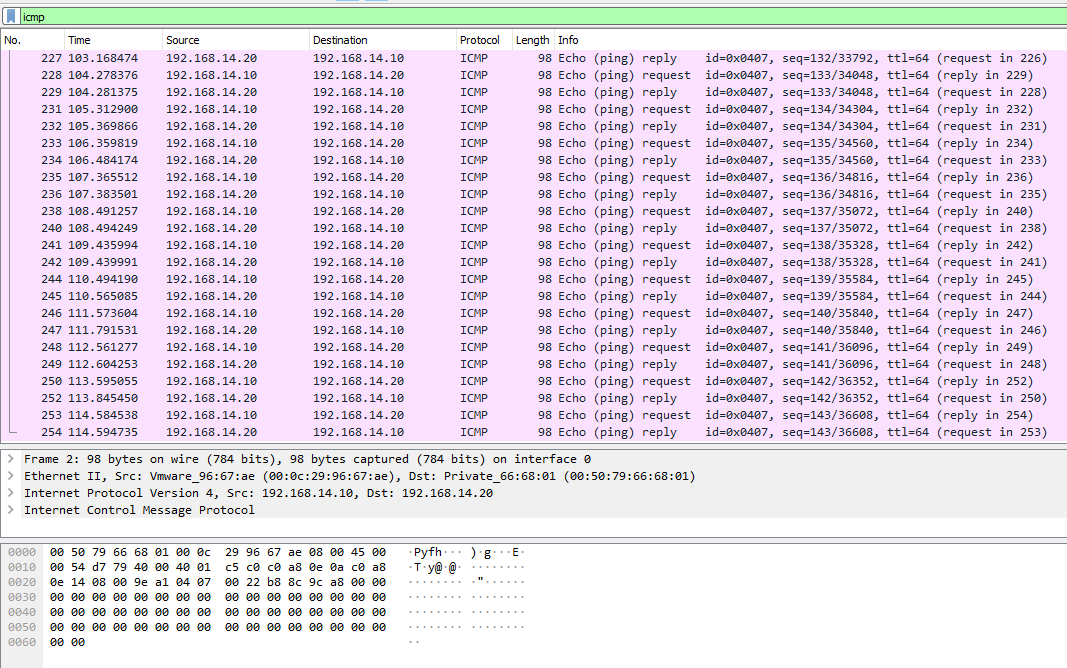 icmp
No. Time Source Destination Protocol Length Info
227 103.168474 192.168.14.20 192.168.14.10 ICMP 98 Echo (ping) reply id=0x0407, seq=132/33792, ttl=64 (request in 226)
228 104.278376 192.168.14.10 192.168.14.20 ICMP 98 Echo (ping) request id=0x0407, seq=133/34048, ttl=64 (reply in 229)
229 104.281375 192.168.14.20 192.168.14.10 ICMP 98 Echo (ping) reply id=0x0407, seq=133/34048, ttl=64 (request in 228)
231 105.312900 192.168.14.10 192.168.14.20 ICMP 98 Echo (ping) request id=0x0407, seq=134/34304, ttl=64 (reply in 232)
232 105.369866 192.168.14.20 192.168.14.10 ICMP 98 Echo (ping) reply id=0x0407, seq=134/34304, ttl=64 (request in 231)
233 106.359819 192.168.14.10 192.168.14.20 ICMP 98 Echo (ping) request id=0x0407, seq=135/34560, ttl=64 (reply in 234)
234 106.484174 192.168.14.20 192.168.14.10 ICMP 98 Echo (ping) reply id=0x0407, seq=135/34560, ttl=64 (request in 233)
235 107.365512 192.168.14.10 192.168.14.20 ICMP 98 Echo (ping) request id=0x0407, seq=136/34816, ttl=64 (reply in 236)
236 107.383501 192.168.14.20 192.168.14.10 ICMP 98 Echo (ping) reply id=0x0407, seq=136/34816, ttl=64 (request in 235)
238 108.491257 192.168.14.10 192.168.14.20 ICMP 98 Echo (ping) request id=0x0407, seq=137/35072, ttl=64 (reply in 240)
240 108.494249 192.168.14.20 192.168.14.10 ICMP 98 Echo (ping) reply id=0x0407, seq=137/35072, ttl=64 (request in 238)
241 109.435994 192.168.14.10 192.168.14.20 ICMP 98 Echo (ping) request id=0x0407, seq=138/35328, ttl=64 (reply in 242)
242 109.439991 192.168.14.20 192.168.14.10 ICMP 98 Echo (ping) reply id=0x0407, seq=138/35328, ttl=64 (request in 241)
244 110.494190 192.168.14.10 192.168.14.20 ICMP 98 Echo (ping) request id=0x0407, seq=139/35584, ttl=64 (reply in 245)
245 110.565085 192.168.14.20 192.168.14.10 ICMP 98 Echo (ping) reply id=0x0407, seq=139/35584, ttl=64 (request in 244)
246 111.573604 192.168.14.10 192.168.14.20 ICMP 98 Echo (ping) request id=0x0407, seq=140/35840, ttl=64 (reply in 247)
247 111.791531 192.168.14.20 192.168.14.10 ICMP 98 Echo (ping) reply id=0x0407, seq=140/35840, ttl=64 (request in 246)
248 112.561277 192.168.14.10 192.168.14.20 ICMP 98 Echo (ping) request id=0x0407, seq=141/36096, ttl=64 (reply in 249)
249 112.604253 192.168.14.20 192.168.14.10 ICMP 98 Echo (ping) reply id=0x0407, seq=141/36096, ttl=64 (request in 248)
250 113.595055 192.168.14.10 192.168.14.20 ICMP 98 Echo (ping) request id=0x0407, seq=142/36352, ttl=64 (reply in 252)
252 113.845450 192.168.14.20 192.168.14.10 ICMP 98 Echo (ping) reply id=0x0407, seq=142/36352, ttl=64 (request in 250)
253 114.584538 192.168.14.10 192.168.14.20 ICMP 98 Echo (ping) request id=0x0407, seq=143/36608, ttl=64 (reply in 254)
254 114.594735 192.168.14.20 192.168.14.10 ICMP 98 Echo (ping) reply id=0x0407, seq=143/36608, ttl=64 (request in 253)
Frame 2: 98 bytes on wire (784 bits), 98 bytes captured (784 bits) on interface 0
Ethernet II, Src: Vmware_96:67:ae (00:0c:29:96:67:ae), Dst: Private_66:68:01 (00:50:79:66:68:01)
Internet Protocol Version 4, Src: 192.168.14.10, Dst: 192.168.14.20
Internet Control Message Protocol
0000 00 50 79 66 68 01 00 0c 29 96 67 ae 08 00 45 00 ·Pyfh··· )·g···E·
0010 00 54 d7 79 40 00 40 01 c5 c0 c0 a8 0e 0a c0 a8 ·T·y@·@· ········
0020 0e 14 08 00 9e a1 04 07 00 22 b8 8c 9c a8 00 00 ········ ·"······
0030 00 00 00 00 00 00 00 00 00 00 00 00 00 00 00 00 ········ ········
0040 00 00 00 00 00 00 00 00 00 00 00 00 00 00 00 00 ········ ········
0050 00 00 00 00 00 00 00 00 00 00 00 00 00 00 00 00 ········ ········
0060 00 00 ··